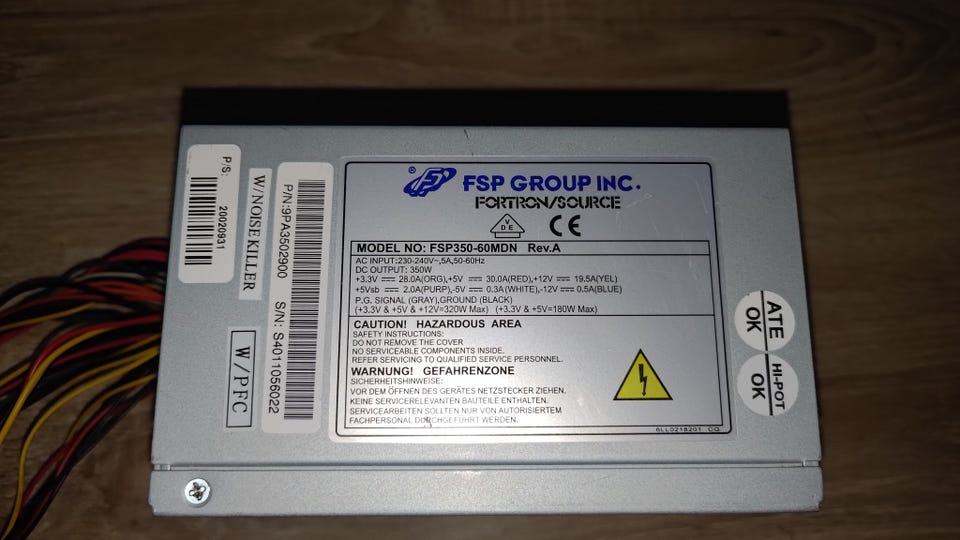 P/S:
20020931
W/NOISE KILLER
W/PFC
P/N:9PA3502900
S/N: S4011056022
® FSP GROUP INC.
FORTRON/SOURCE
VDE CE
MODEL NO: FSP350-60MDN Rev.A
AC INPUT:230-240V~,5A,50-60Hz
DC OUTPUT: 350W
+3.3V ⎓ 28.0A(ORG),+5V ⎓ 30.0A(RED),+12V ⎓ 19.5A(YEL)
+5Vsb ⎓ 2.0A(PURP),-5V ⎓ 0.3A(WHITE),-12V ⎓ 0.5A(BLUE)
P.G. SIGNAL (GRAY),GROUND (BLACK)
(+3.3V & +5V & +12V=320W Max) (+3.3V & +5V=180W Max)
CAUTION! HAZARDOUS AREA
SAFETY INSTRUCTIONS:
DO NOT REMOVE THE COVER
NO SERVICEABLE COMPONENTS INSIDE.
REFER SERVICING TO QUALIFIED SERVICE PERSONNEL.
WARNUNG! GEFAHRENZONE
SICHERHEITSHINWEISE:
VOR DEM ÖFFNEN DES GERÄTES NETZSTECKER ZIEHEN.
KEINE SERVICERELEVANTEN BAUTEILE ENTHALTEN.
SERVICEARBEITEN SOLLTEN NUR VON AUTORISIERTEM
FACHPERSONAL DURCHGEFÜHRT WERDEN.
6LL0218201 CG
ATE
OK
HI-POT
OK